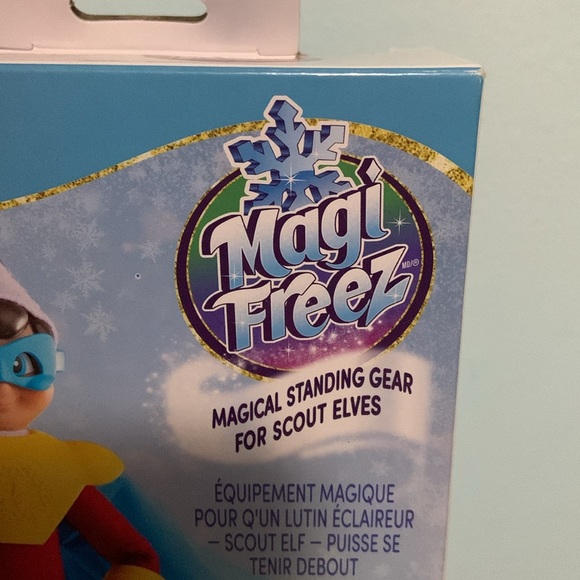 Magi
Freez MD/®
MAGICAL STANDING GEAR
FOR SCOUT ELVES
ÉQUIPEMENT MAGIQUE
POUR Q'UN LUTIN ÉCLAIREUR
– SCOUT ELF – PUISSE SE
TENIR DEBOUT